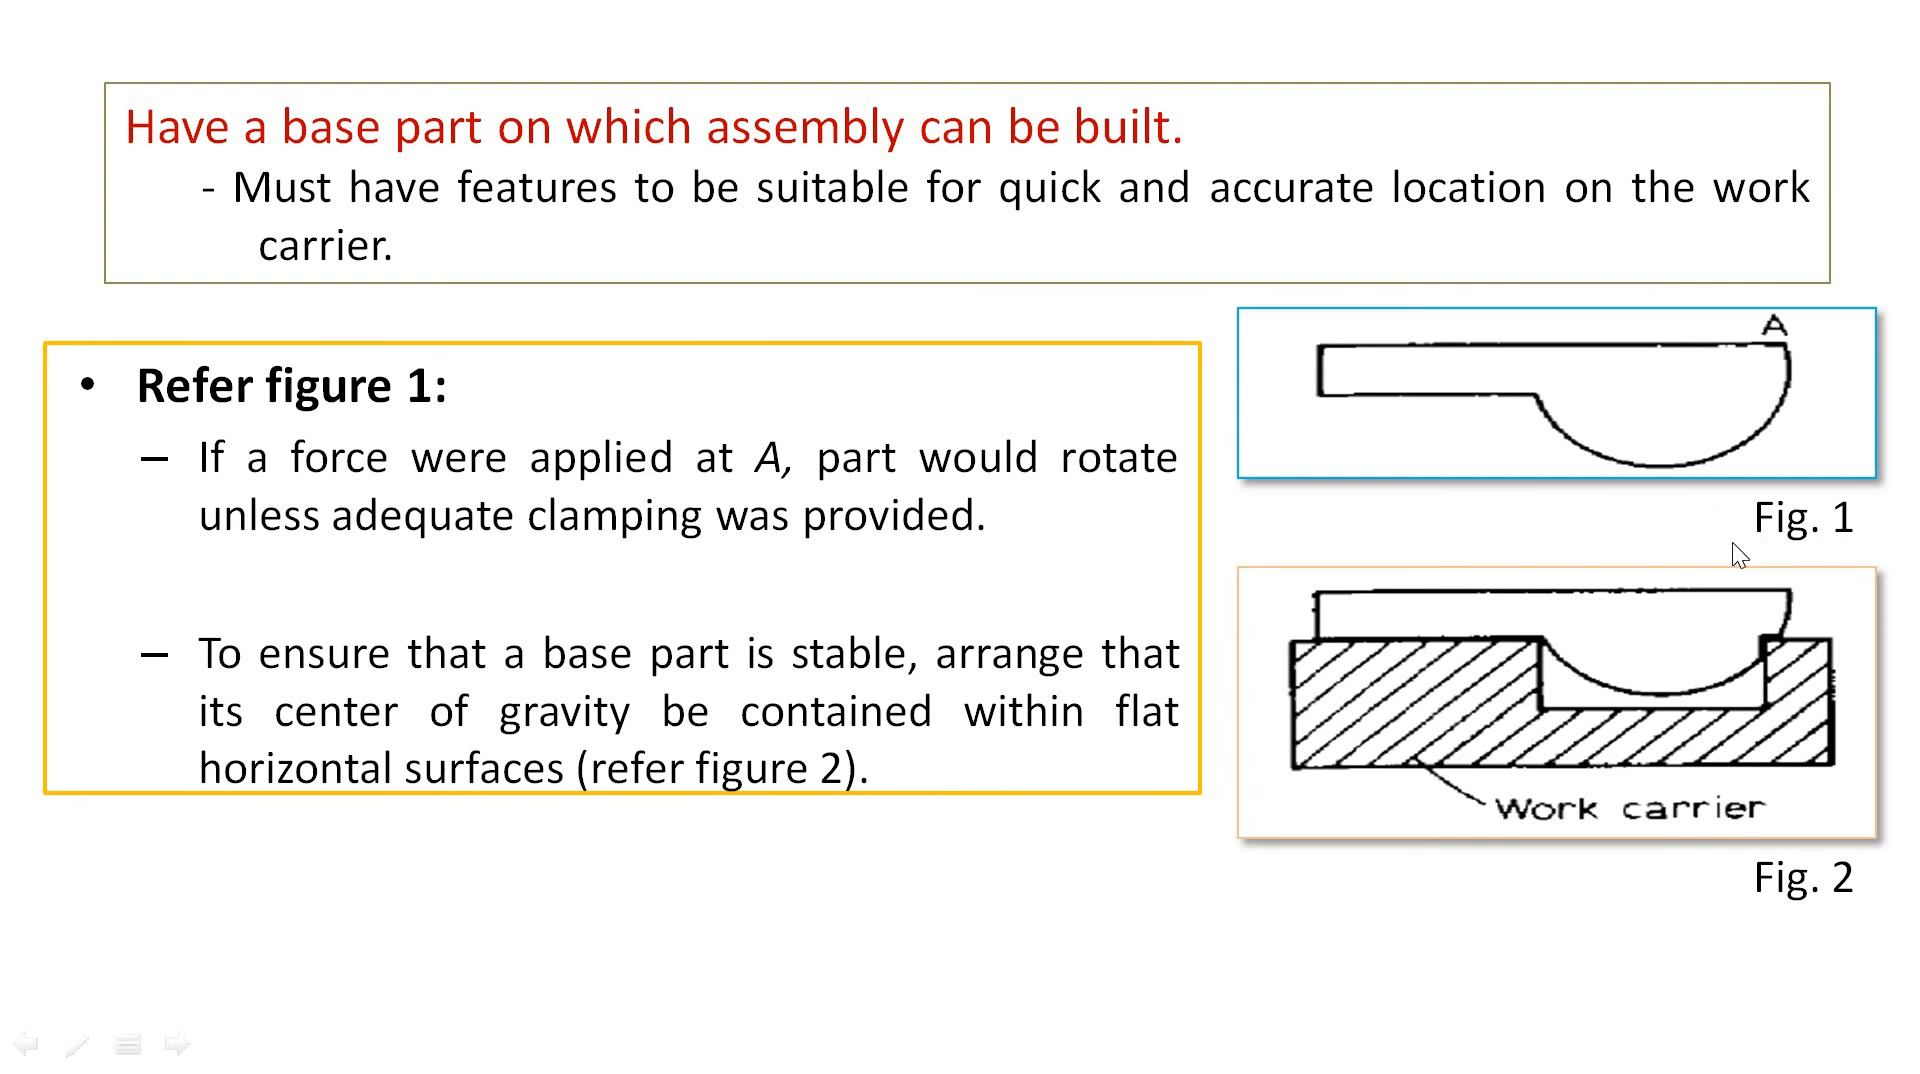 Have a base part on which assembly can be built.
- Must have features to be suitable for quick and accurate location on the work
carrier.
• Refer figure 1:
– If a force were applied at A, part would rotate
unless adequate clamping was provided.
– To ensure that a base part is stable, arrange that
its center of gravity be contained within flat
horizontal surfaces (refer figure 2).
A
Fig. 1
Work carrier
Fig. 2